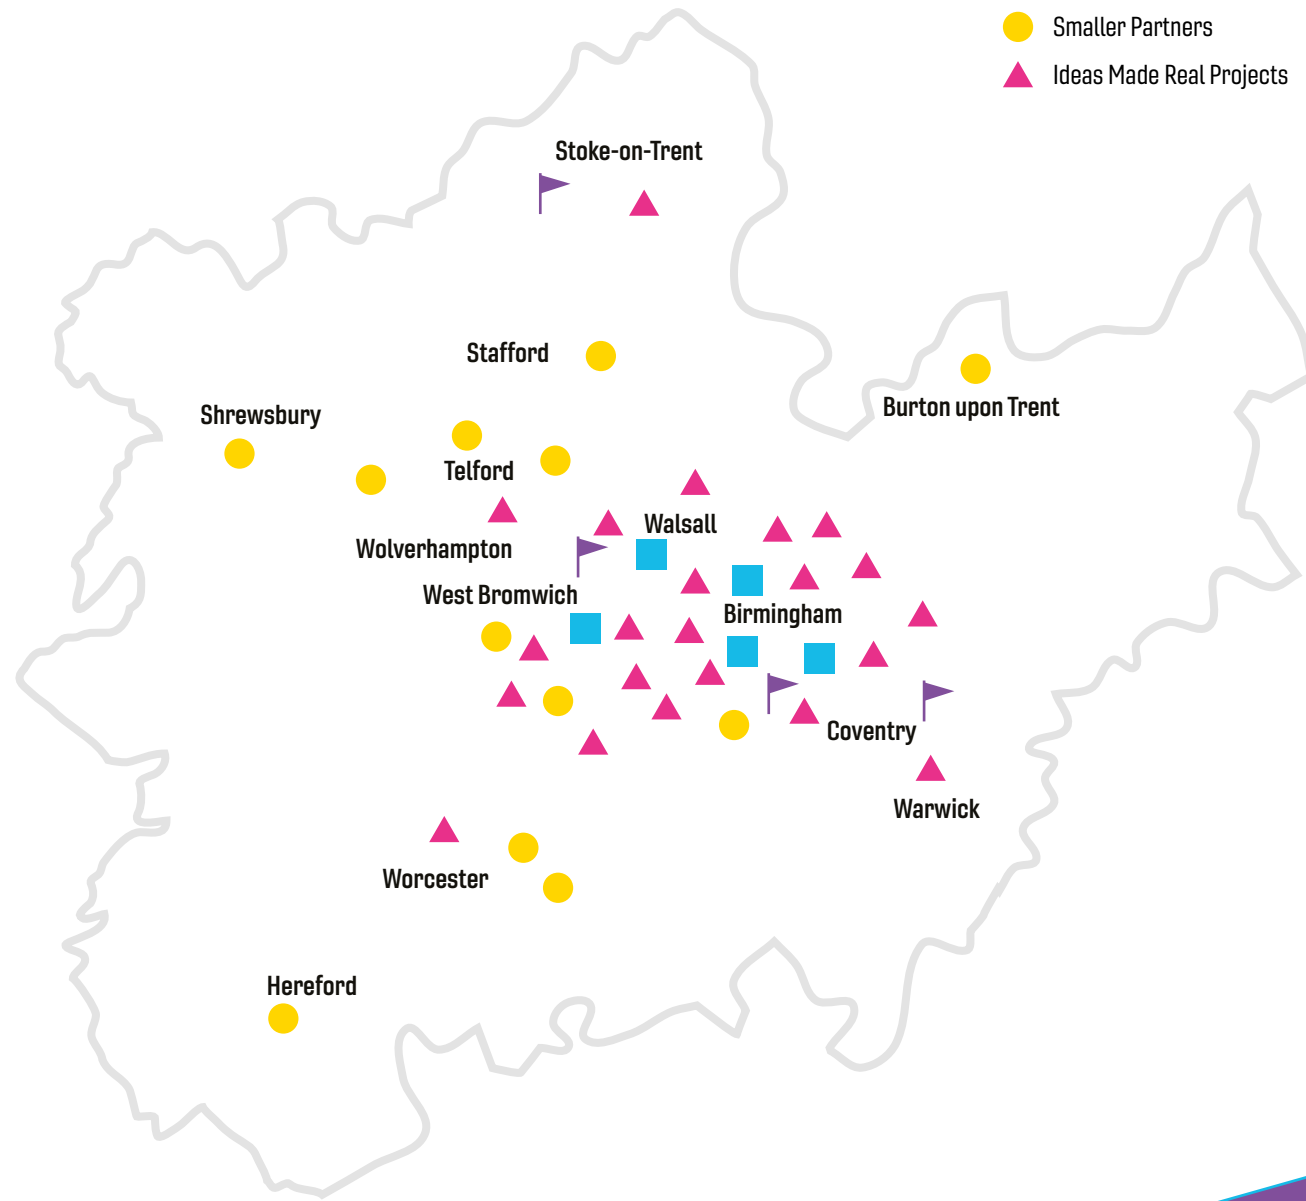 Smaller Partners
Ideas Made Real Projects
Stoke-on-Trent
Stafford
Burton upon Trent
Shrewsbury
Telford
Walsall
Wolverhampton
West Bromwich
Birmingham
Coventry
Warwick
Worcester
Hereford